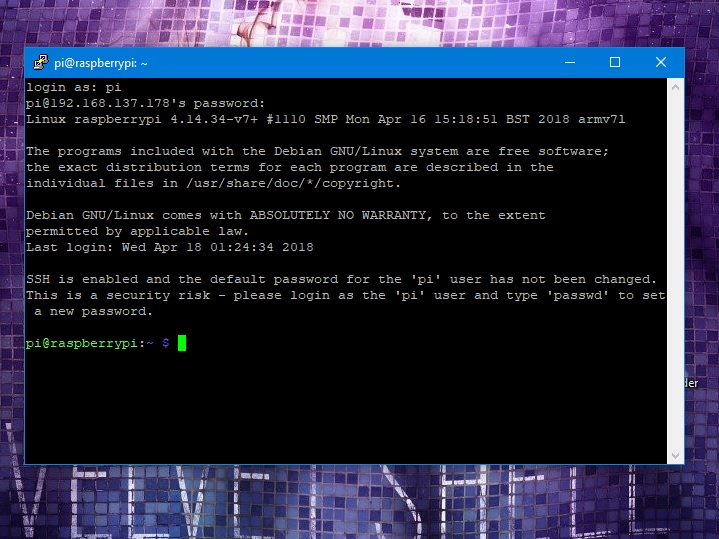 pi@raspberrypi: ~
login as: pi
pi@192.168.137.178's password:
Linux raspberrypi 4.14.34-v7+ #1110 SMP Mon Apr 16 15:18:51 BST 2018 armv7l
The programs included with the Debian GNU/Linux system are free software;
the exact distribution terms for each program are described in the
individual files in /usr/share/doc/*/copyright.
Debian GNU/Linux comes with ABSOLUTELY NO WARRANTY, to the extent
permitted by applicable law.
Last login: Wed Apr 18 01:24:34 2018
SSH is enabled and the default password for the 'pi' user has not been changed.
This is a security risk - please login as the 'pi' user and type 'passwd' to set
a new password.
pi@raspberrypi:~ $